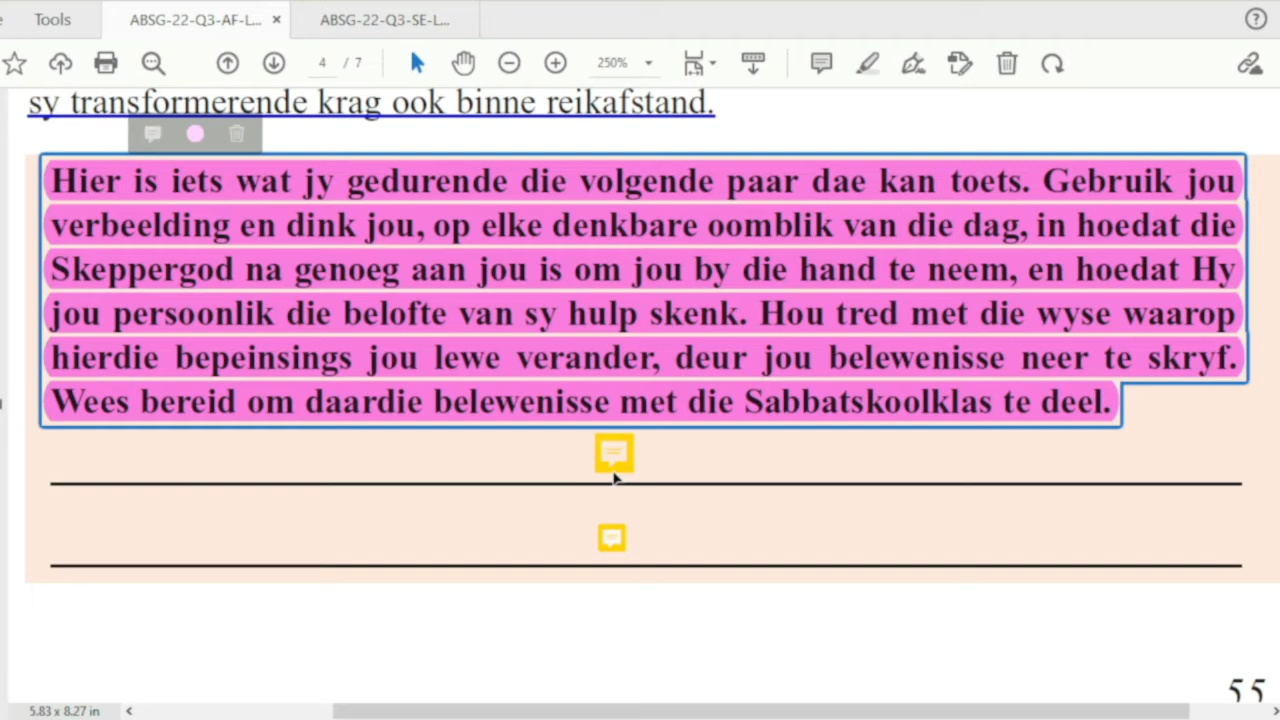 Tools
ABSG-22-Q3-AF-L...
ABSG-22-Q3-SE-L...
4 / 7
250%
sy transformerende krag ook binne reikafstand.
Hier is iets wat jy gedurende die volgende paar dae kan toets. Gebruik jou
verbeelding en dink jou, op elke denkbare oomblik van die dag, in hoedat die
Skeppergod na genoeg aan jou is om jou by die hand te neem, en hoedat Hy
jou persoonlik die belofte van sy hulp skenk. Hou tred met die wyse waarop
hierdie bepeinsings jou lewe verander, deur jou belewenisse neer te skryf.
Wees bereid om daardie belewenisse met die Sabbatskoolklas te deel.
55
5.83 x 8.27 in